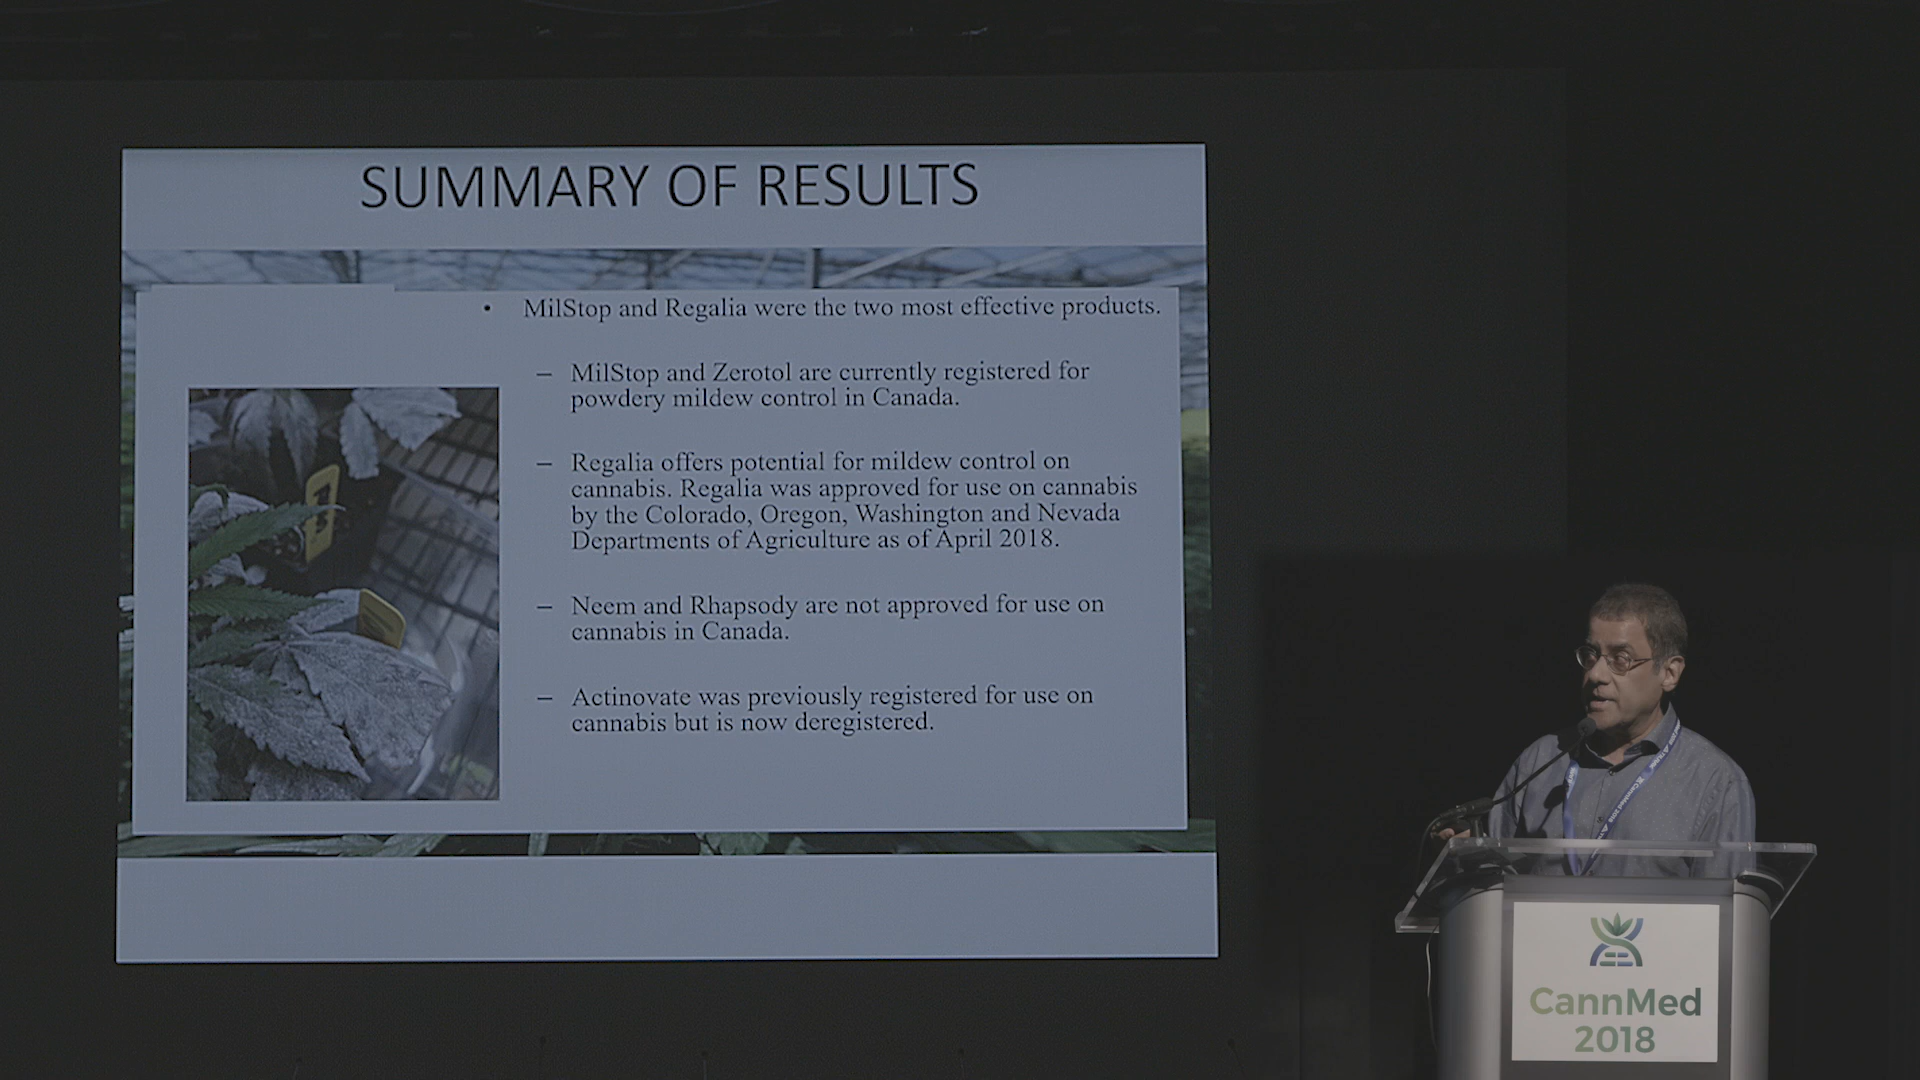 SUMMARY OF RESULTS
• MilStop and Regalia were the two most effective products.
– MilStop and Zerotol are currently registered for
powdery mildew control in Canada.
– Regalia offers potential for mildew control on
cannabis. Regalia was approved for use on cannabis
by the Colorado, Oregon, Washington and Nevada
Departments of Agriculture as of April 2018.
– Neem and Rhapsody are not approved for use on
cannabis in Canada.
– Actinovate was previously registered for use on
cannabis but is now deregistered.
CannMed
2018